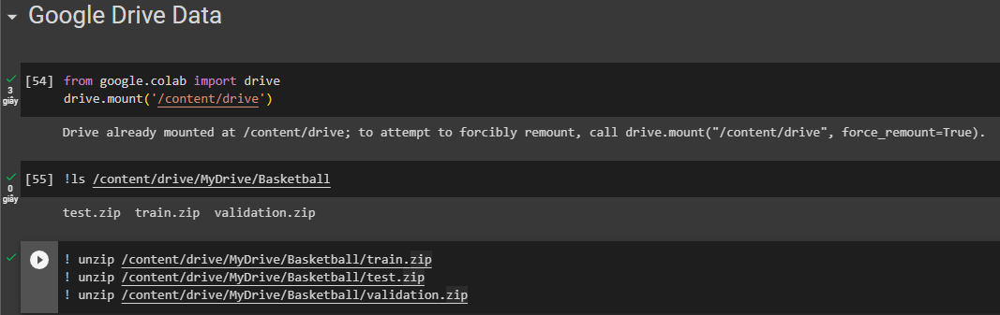 Google Drive Data
[54] from google.colab import drive
3 giây
drive.mount('/content/drive')
Drive already mounted at /content/drive; to attempt to forcibly remount, call drive.mount("/content/drive", force_remount=True).
[55] !ls /content/drive/MyDrive/Basketball
0 giây
test.zip  train.zip  validation.zip
! unzip /content/drive/MyDrive/Basketball/train.zip
! unzip /content/drive/MyDrive/Basketball/test.zip
! unzip /content/drive/MyDrive/Basketball/validation.zip